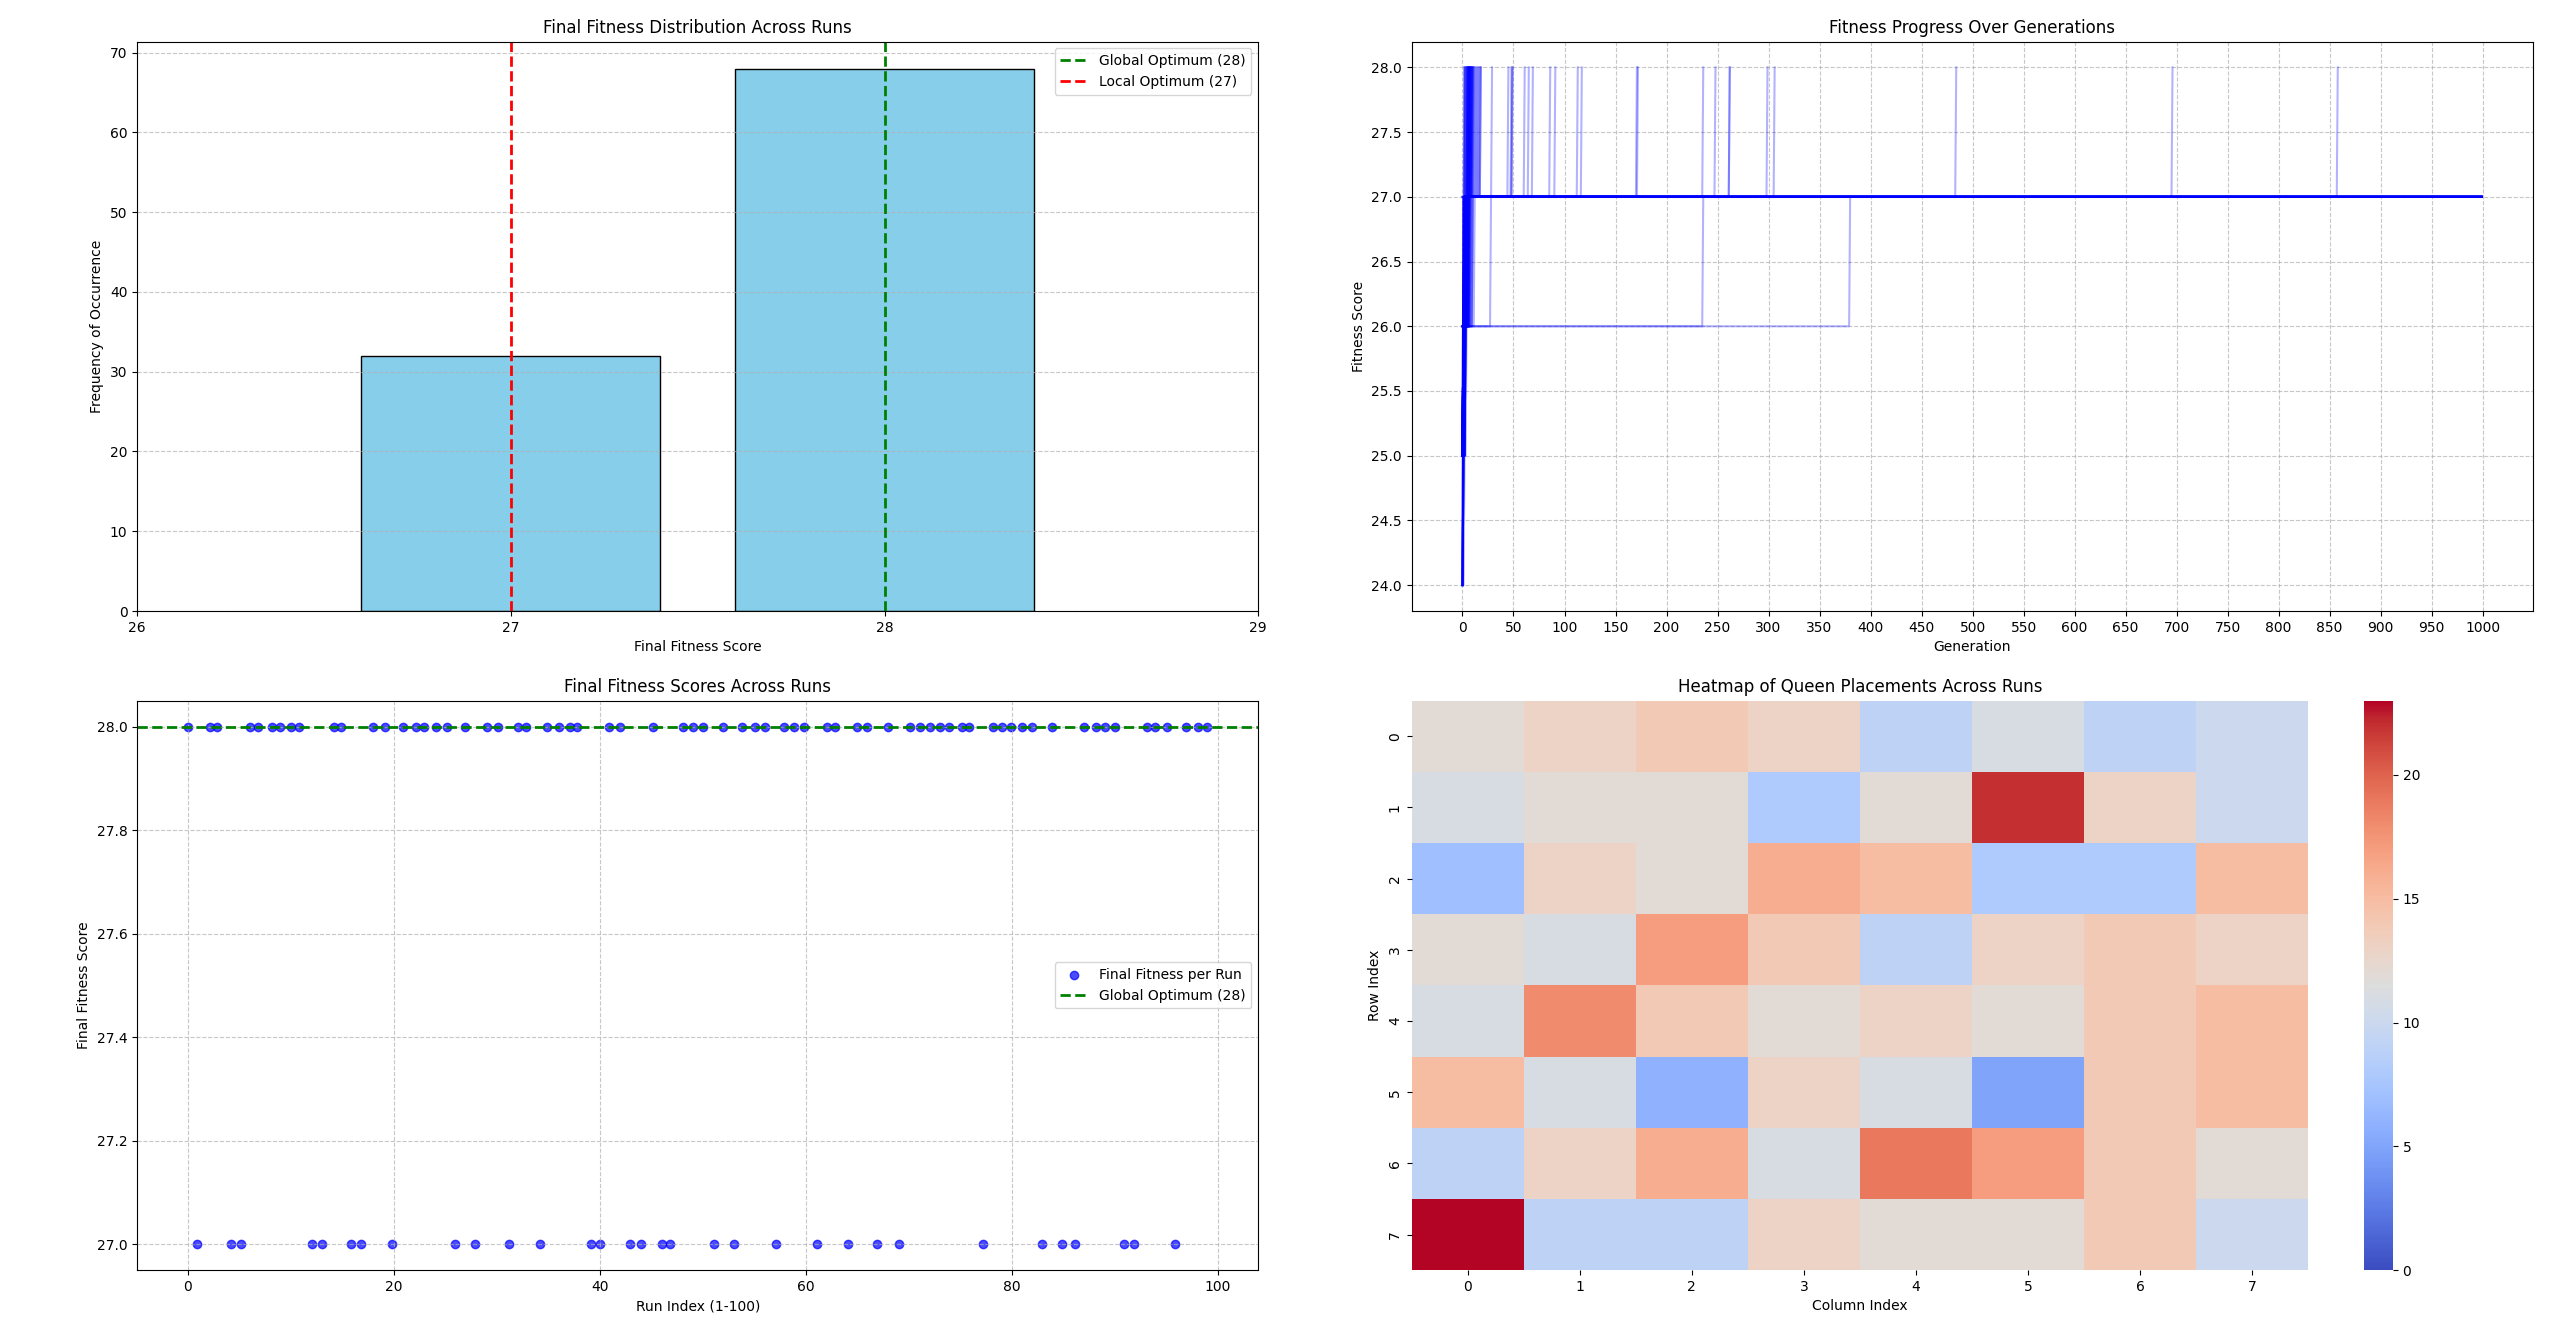 Final Fitness Distribution Across Runs
70
60
50
40
30
20
10
0
Frequency of Occurrence
Global Optimum (28)
Local Optimum (27)
26 27 28 29
Final Fitness Score
Fitness Progress Over Generations
28.0
27.5
27.0
26.5
26.0
25.5
25.0
24.5
24.0
Fitness Score
0 50 100 150 200 250 300 350 400 450 500 550 600 650 700 750 800 850 900 950 1000
Generation
Final Fitness Scores Across Runs
28.0
27.8
27.6
27.4
27.2
27.0
Final Fitness Score
Final Fitness per Run
Global Optimum (28)
0 20 40 60 80 100
Run Index (1-100)
Heatmap of Queen Placements Across Runs
0
1
2
3
4
5
6
7
Row Index
0 1 2 3 4 5 6 7
Column Index
20
15
10
5
0